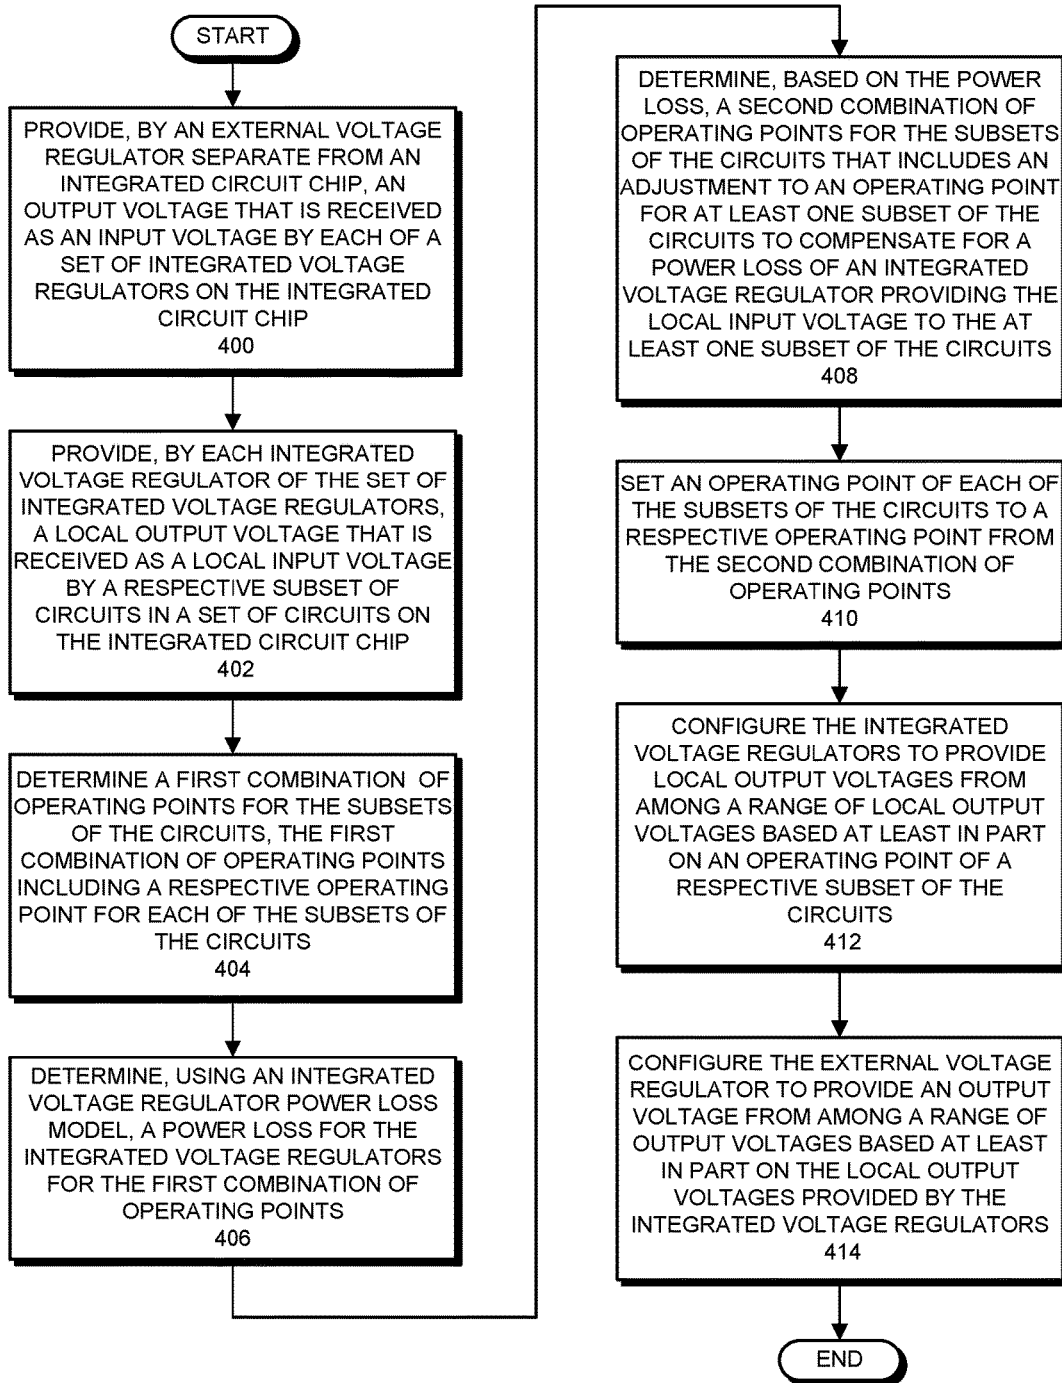 START
PROVIDE, BY AN EXTERNAL VOLTAGE
REGULATOR SEPARATE FROM AN
INTEGRATED CIRCUIT CHIP, AN
OUTPUT VOLTAGE THAT IS RECEIVED
AS AN INPUT VOLTAGE BY EACH OF A
SET OF INTEGRATED VOLTAGE
REGULATORS ON THE INTEGRATED
CIRCUIT CHIP
400
PROVIDE, BY EACH INTEGRATED
VOLTAGE REGULATOR OF THE SET OF
INTEGRATED VOLTAGE REGULATORS,
A LOCAL OUTPUT VOLTAGE THAT IS
RECEIVED AS A LOCAL INPUT VOLTAGE
BY A RESPECTIVE SUBSET OF
CIRCUITS IN A SET OF CIRCUITS ON
THE INTEGRATED CIRCUIT CHIP
402
DETERMINE A FIRST COMBINATION OF
OPERATING POINTS FOR THE SUBSETS
OF THE CIRCUITS, THE FIRST
COMBINATION OF OPERATING POINTS
INCLUDING A RESPECTIVE OPERATING
POINT FOR EACH OF THE SUBSETS OF
THE CIRCUITS
404
DETERMINE, USING AN INTEGRATED
VOLTAGE REGULATOR POWER LOSS
MODEL, A POWER LOSS FOR THE
INTEGRATED VOLTAGE REGULATORS
FOR THE FIRST COMBINATION OF
OPERATING POINTS
406
DETERMINE, BASED ON THE POWER
LOSS, A SECOND COMBINATION OF
OPERATING POINTS FOR THE SUBSETS
OF THE CIRCUITS THAT INCLUDES AN
ADJUSTMENT TO AN OPERATING POINT
FOR AT LEAST ONE SUBSET OF THE
CIRCUITS TO COMPENSATE FOR A
POWER LOSS OF AN INTEGRATED
VOLTAGE REGULATOR PROVIDING THE
LOCAL INPUT VOLTAGE TO THE AT
LEAST ONE SUBSET OF THE CIRCUITS
408
SET AN OPERATING POINT OF EACH OF
THE SUBSETS OF THE CIRCUITS TO A
RESPECTIVE OPERATING POINT FROM
THE SECOND COMBINATION OF
OPERATING POINTS
410
CONFIGURE THE INTEGRATED
VOLTAGE REGULATORS TO PROVIDE
LOCAL OUTPUT VOLTAGES FROM
AMONG A RANGE OF LOCAL OUTPUT
VOLTAGES BASED AT LEAST IN PART
ON AN OPERATING POINT OF A
RESPECTIVE SUBSET OF THE
CIRCUITS
412
CONFIGURE THE EXTERNAL VOLTAGE
REGULATOR TO PROVIDE AN OUTPUT
VOLTAGE FROM AMONG A RANGE OF
OUTPUT VOLTAGES BASED AT LEAST
IN PART ON THE LOCAL OUTPUT
VOLTAGES PROVIDED BY THE
INTEGRATED VOLTAGE REGULATORS
414
END